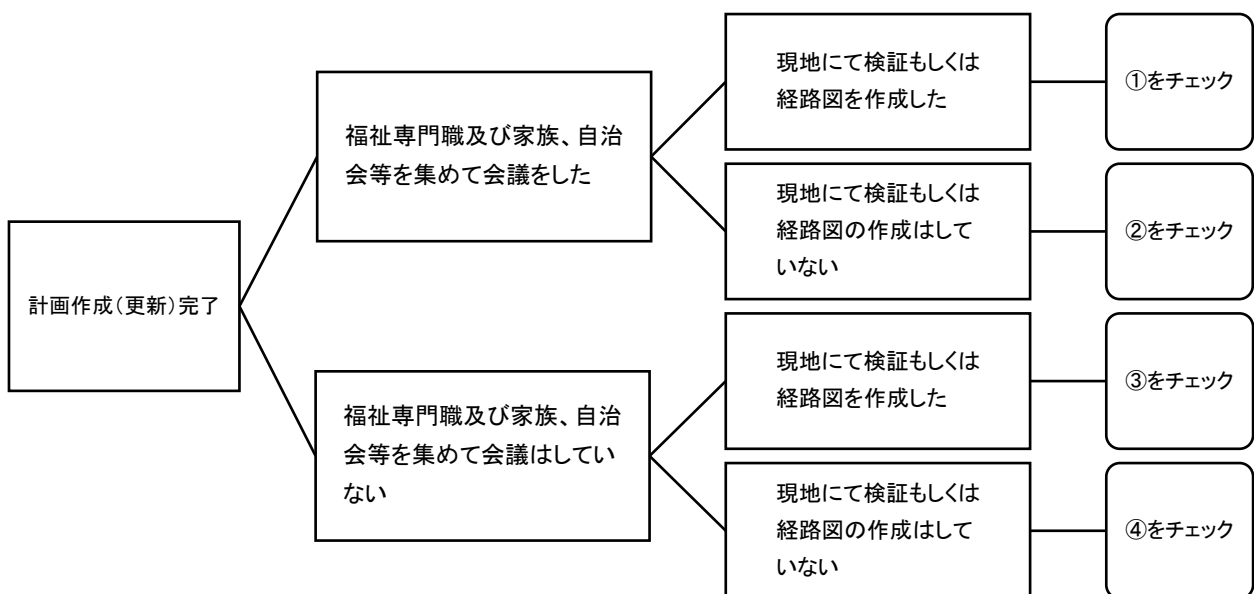 計画作成（更新）完了
福祉専門職及び家族、自治
会等を集めて会議をした
現地にて検証もしくは
経路図を作成した
①をチェック
現地にて検証もしくは
経路図の作成はして
いない
②をチェック
福祉専門職及び家族、自治
会等を集めて会議はしてい
ない
現地にて検証もしくは
経路図を作成した
③をチェック
現地にて検証もしくは
経路図の作成はして
いない
④をチェック